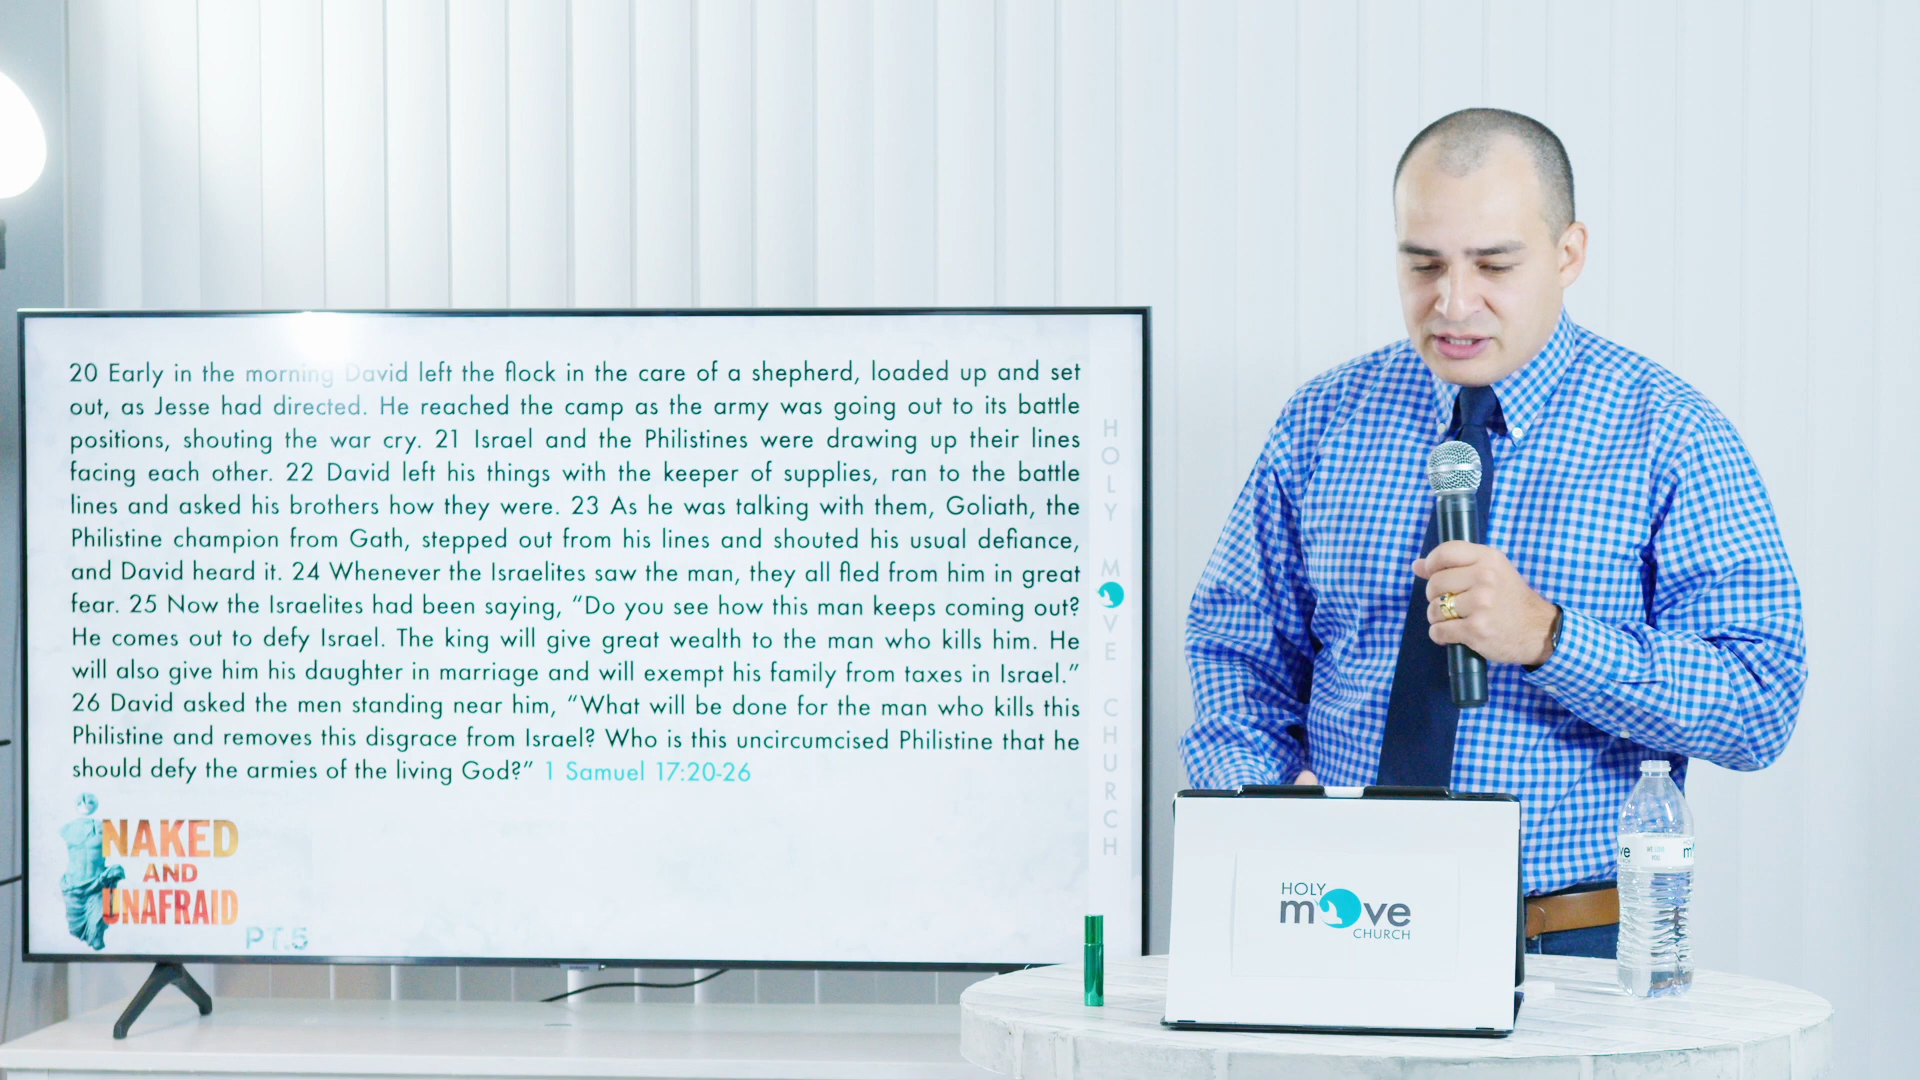 20 Early in the morning David left the flock in the care of a shepherd, loaded up and set
out, as Jesse had directed. He reached the camp as the army was going out to its battle
positions, shouting the war cry. 21 Israel and the Philistines were drawing up their lines
facing each other. 22 David left his things with the keeper of supplies, ran to the battle
lines and asked his brothers how they were. 23 As he was talking with them, Goliath, the
Philistine champion from Gath, stepped out from his lines and shouted his usual defiance,
and David heard it. 24 Whenever the Israelites saw the man, they all fled from him in great
fear. 25 Now the Israelites had been saying, “Do you see how this man keeps coming out?
He comes out to defy Israel. The king will give great wealth to the man who kills him. He
will also give him his daughter in marriage and will exempt his family from taxes in Israel.”
26 David asked the men standing near him, “What will be done for the man who kills this
Philistine and removes this disgrace from Israel? Who is this uncircumcised Philistine that he
should defy the armies of the living God?” 1 Samuel 17:20-26
NAKED
AND
UNAFRAID
PT.5
HOLY MOVE CHURCH
HOLY
move
CHURCH
WE LOVE
YOU